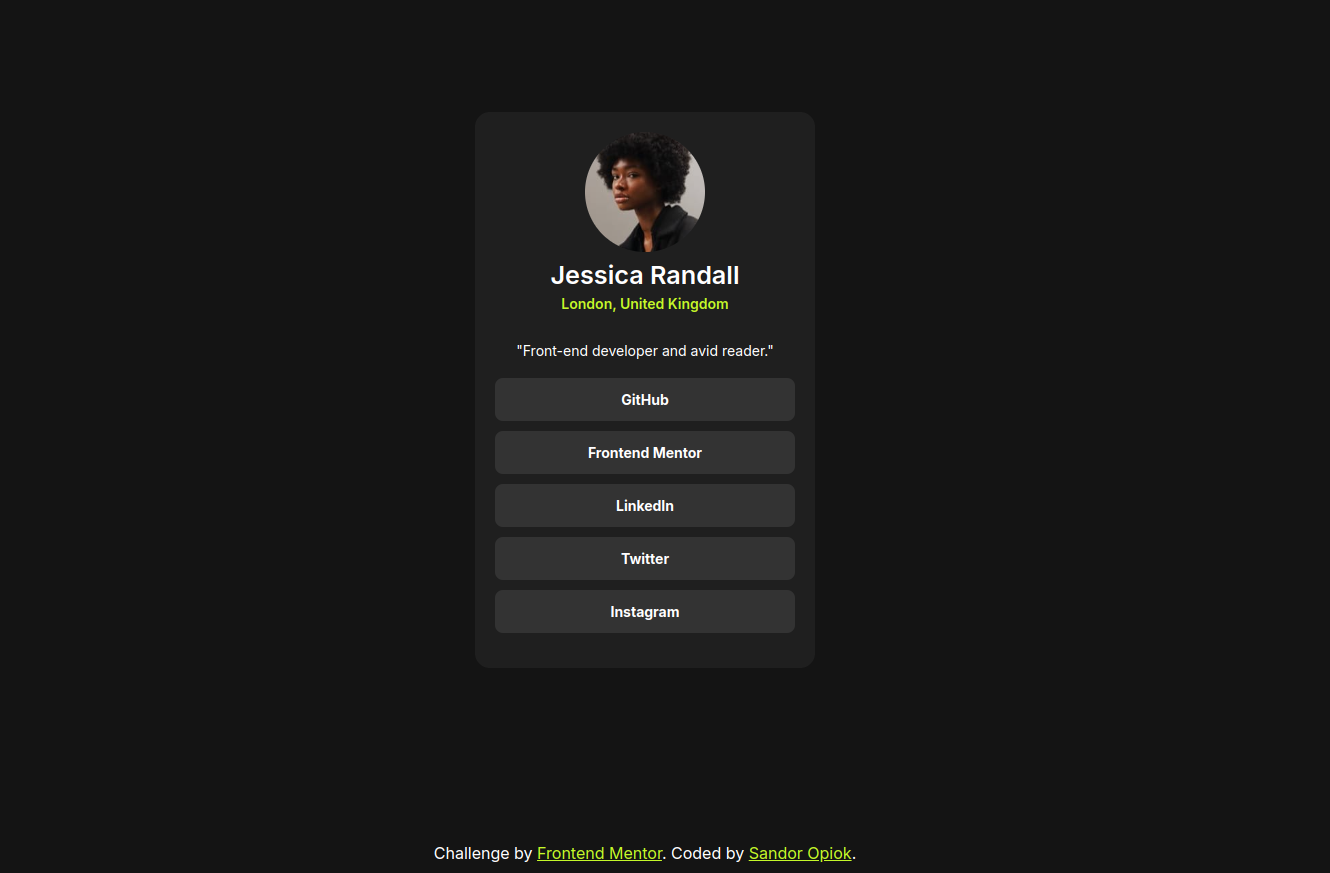 Jessica Randall
London, United Kingdom
"Front-end developer and avid reader."
GitHub
Frontend Mentor
LinkedIn
Twitter
Instagram
Challenge by Frontend Mentor. Coded by Sandor Opiok.